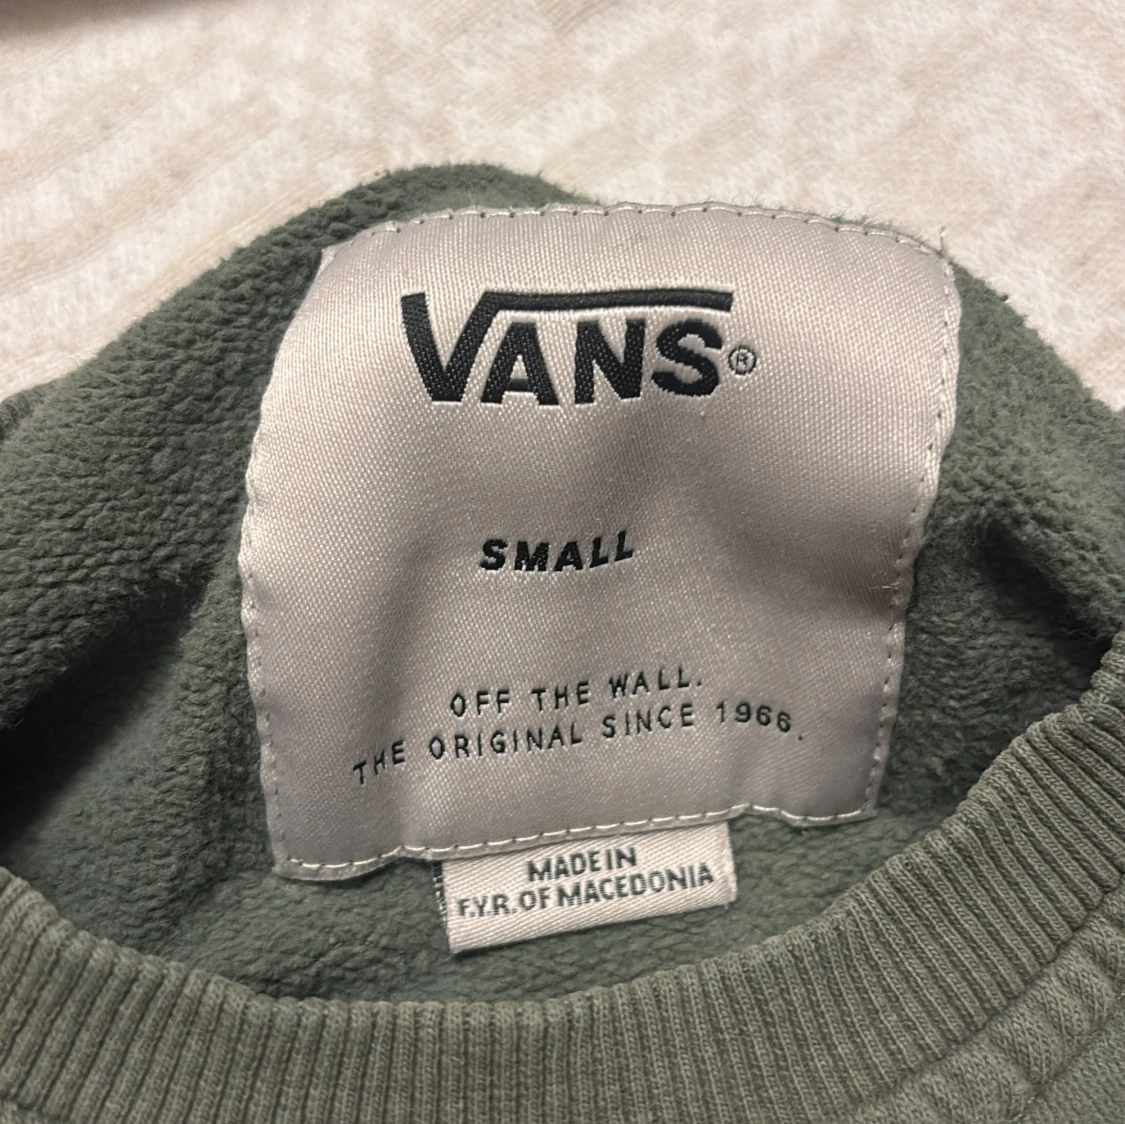 VANS®
SMALL
OFF THE WALL.
THE ORIGINAL SINCE 1966.
MADE IN
F.Y.R. OF MACEDONIA